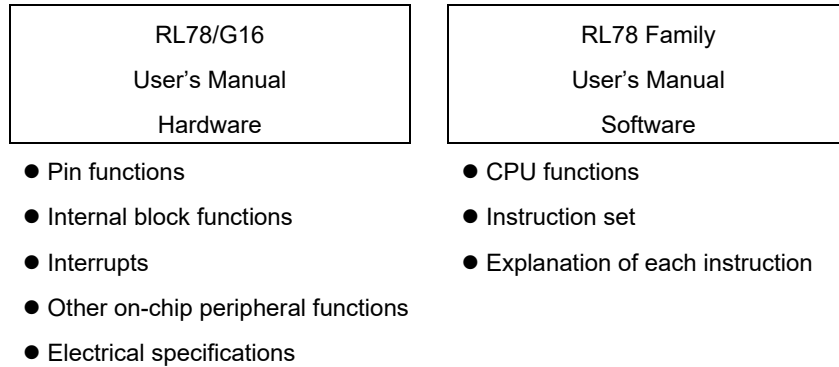 RL78/G16
User’s Manual
Hardware
● Pin functions
● Internal block functions
● Interrupts
● Other on-chip peripheral functions
● Electrical specifications
RL78 Family
User’s Manual
Software
● CPU functions
● Instruction set
● Explanation of each instruction